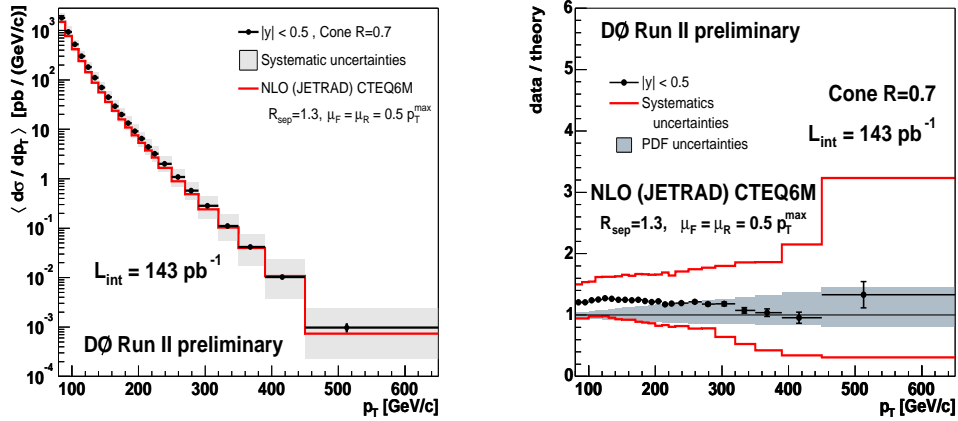 ⟨ dσ / dp_T ⟩ [pb / (GeV/c)]
10^3
10^2
10
1
10^-1
10^-2
10^-3
10^-4
|y| < 0.5 , Cone R=0.7
Systematic uncertainties
NLO (JETRAD) CTEQ6M
R_sep=1.3, μ_F = μ_R = 0.5 p_T^max
L_int = 143 pb^-1
DØ Run II preliminary
100 200 300 400 500 600
p_T [GeV/c]
data / theory
6
5
4
3
2
1
0
DØ Run II preliminary
|y| < 0.5
Systematics
uncertainties
PDF uncertainties
Cone R=0.7
L_int = 143 pb^-1
NLO (JETRAD) CTEQ6M
R_sep=1.3, μ_F = μ_R = 0.5 p_T^max
100 200 300 400 500 600
p_T [GeV/c]